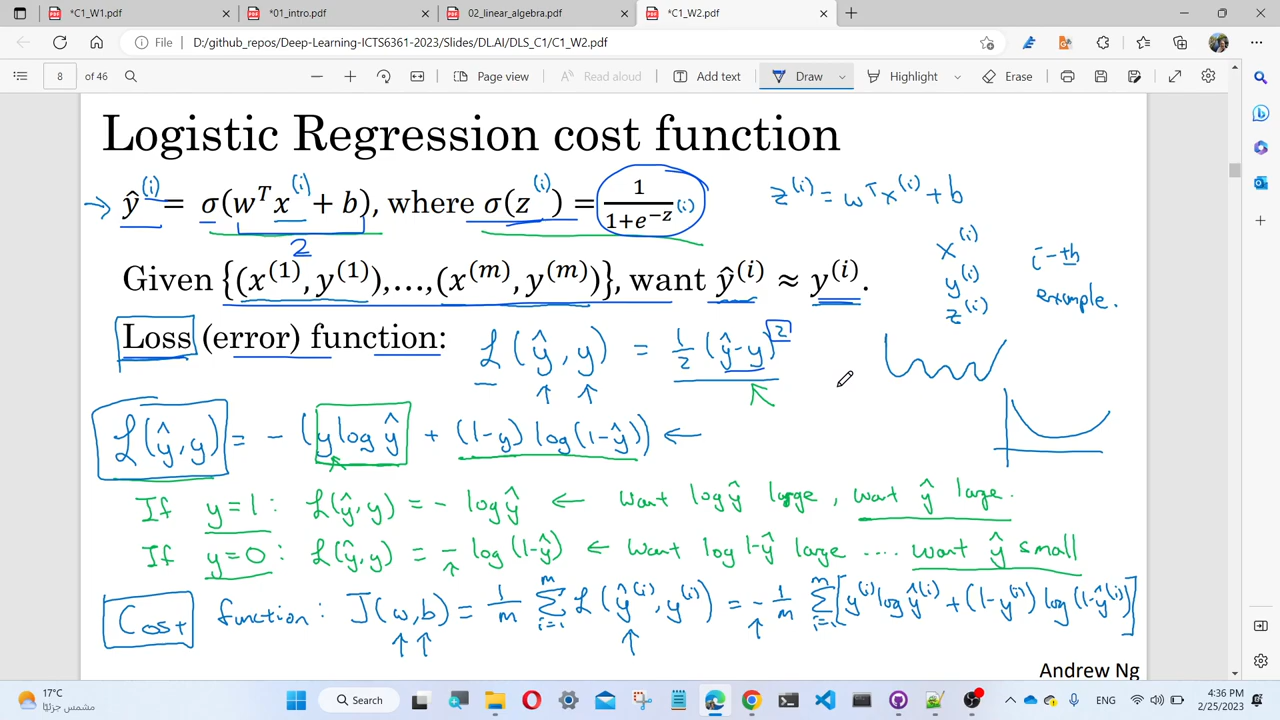 *C1_W1.pdf
*01_intro.pdf
02_linear_algebra.pdf
*C1_W2.pdf
File
D:/github_repos/Deep-Learning-ICTS6361-2023/Slides/DL.AI/DLS_C1/C1_W2.pdf
8 of 46
Page view
Read aloud
Add text
Draw
Highlight
Erase
Logistic Regression cost function
→ ŷ^(i) = σ(w^T x^(i) + b), where σ(z^(i)) = 1/(1+e^-z(i))
z^(i) = w^T x^(i) + b
z
x^(i)
y^(i)
z^(i)
i-th
example.
Given {(x^(1), y^(1)),…,(x^(m), y^(m))}, want ŷ^(i) ≈ y^(i).
Loss (error) function: ℒ(ŷ, y) = 1/2 (ŷ-y)^2
ℒ(ŷ, y) = - (y log ŷ + (1-y) log(1-ŷ)) ←
If y=1: ℒ(ŷ, y) = - log ŷ ← want log ŷ large, want ŷ large.
If y=0: ℒ(ŷ, y) = - log(1-ŷ) ← want log 1-ŷ large .... want ŷ small
Cost function: J(w, b) = 1/m Σ_{i=1}^m ℒ(ŷ^(i), y^(i)) = - 1/m Σ_{i=1}^m [y^(i) log ŷ^(i) + (1-y^(i)) log(1-ŷ^(i))]
Andrew Ng
17°C
مشمس جزئيًا
Search
ENG
4:36 PM
2/25/2023